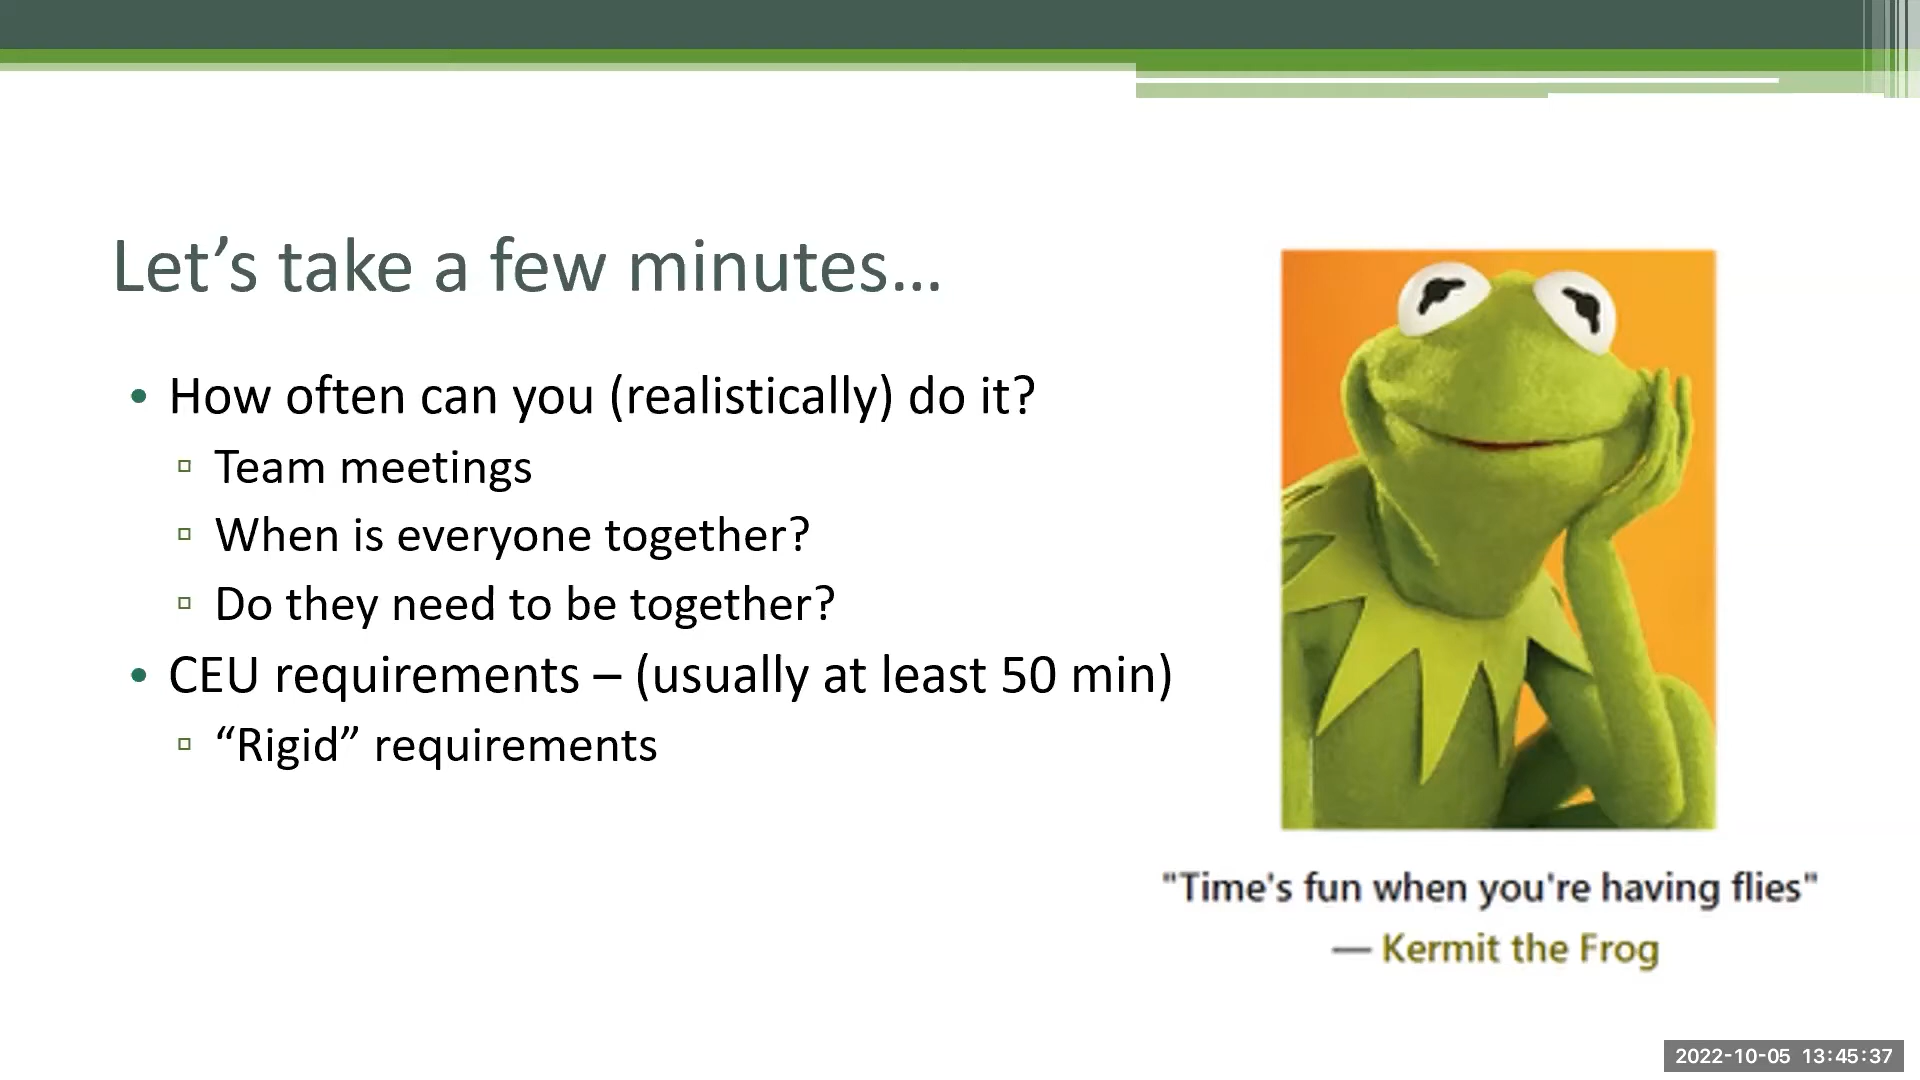 Let’s take a few minutes…
• How often can you (realistically) do it?
▫ Team meetings
▫ When is everyone together?
▫ Do they need to be together?
• CEU requirements – (usually at least 50 min)
▫ “Rigid” requirements
"Time's fun when you're having flies"
— Kermit the Frog
2022-10-05 13:45:37